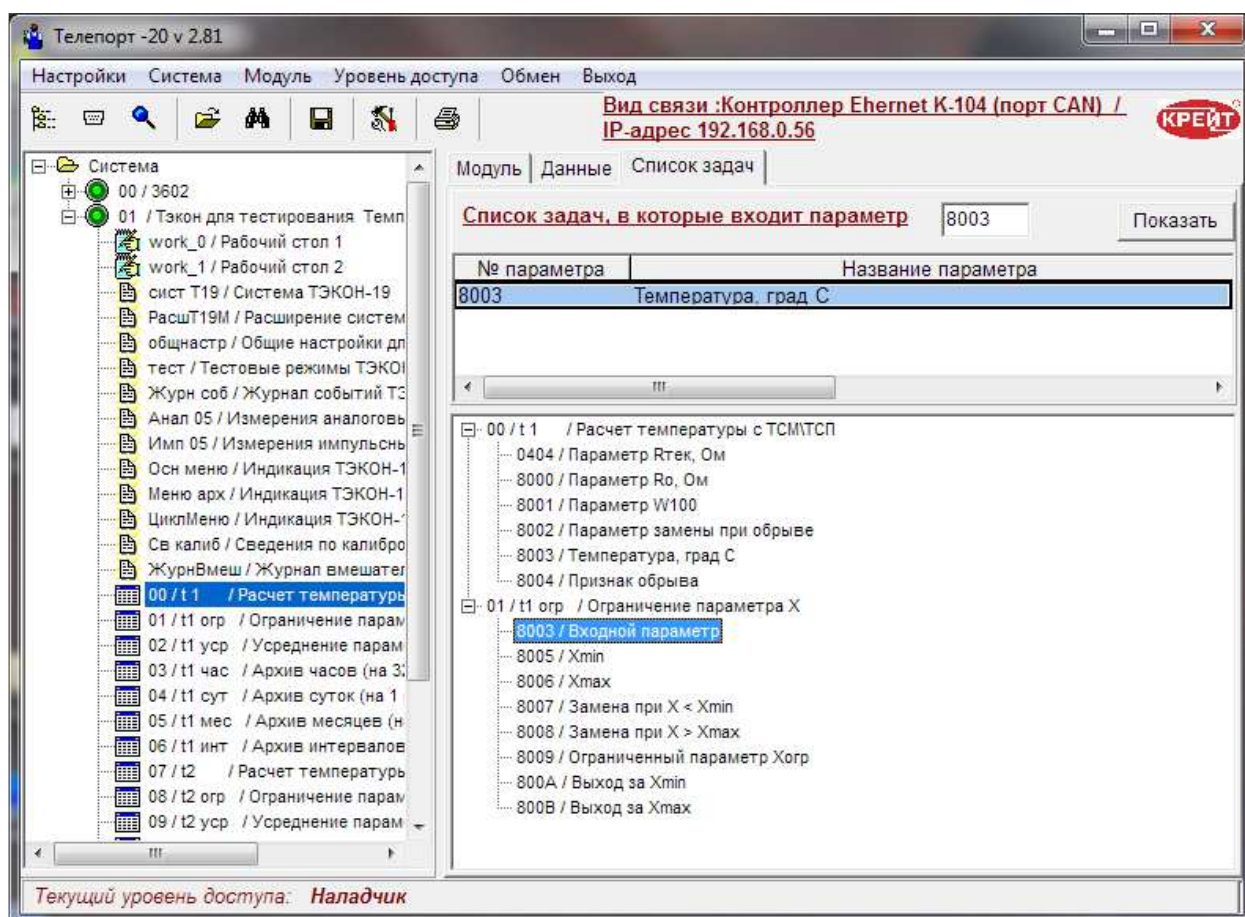 Телепорт -20 v 2.81
Настройки Система Модуль Уровень доступа Обмен Выход
Вид связи :Контроллер Ehernet K-104 (порт CAN) /
IP-адрес 192.168.0.56
КРЕЙТ
Система
00 / 3602
01 / Тэкон для тестирования Темп
work_0 / Рабочий стол 1
work_1 / Рабочий стол 2
сист Т19 / Система ТЭКОН-19
РасшТ19М / Расширение систем
общнастр / Общие настройки дл
тест / Тестовые режимы ТЭКО
Журн соб / Журнал событий ТЭ
Анал 05 / Измерения аналоговь
Имп 05 / Измерения импульснь
Осн меню / Индикация ТЭКОН-1
Меню арх / Индикация ТЭКОН-1
ЦиклМеню / Индикация ТЭКОН-
Св калиб / Сведения по калибро
ЖурнВмеш / Журнал вмешател
00 / t 1 / Расчет температурь
01 / t1 огр / Ограничение парам
02 / t1 уср / Усреднение парам
03 / t1 час / Архив часов (на 3
04 / t1 сут / Архив суток (на 1
05 / t1 мес / Архив месяцев (н
06 / t1 инт / Архив интервалов
07 / t2 / Расчет температурь
08 / t2 огр / Ограничение парам
09 / t2 уср / Усреднение парам
Модуль Данные Список задач
Список задач, в которые входит параметр 8003 Показать
№ параметра Название параметра
8003 Температура, град С
00 / t 1 / Расчет температуры с ТСМ\ТСП
0404 / Параметр Rтек, Ом
8000 / Параметр Ro, Ом
8001 / Параметр W100
8002 / Параметр замены при обрыве
8003 / Температура, град С
8004 / Признак обрыва
01 / t1 огр / Ограничение параметра X
8003 / Входной параметр
8005 / Xmin
8006 / Xmax
8007 / Замена при X < Xmin
8008 / Замена при X > Xmax
8009 / Ограниченный параметр Xогр
800A / Выход за Xmin
800B / Выход за Xmax
Текущий уровень доступа: Наладчик